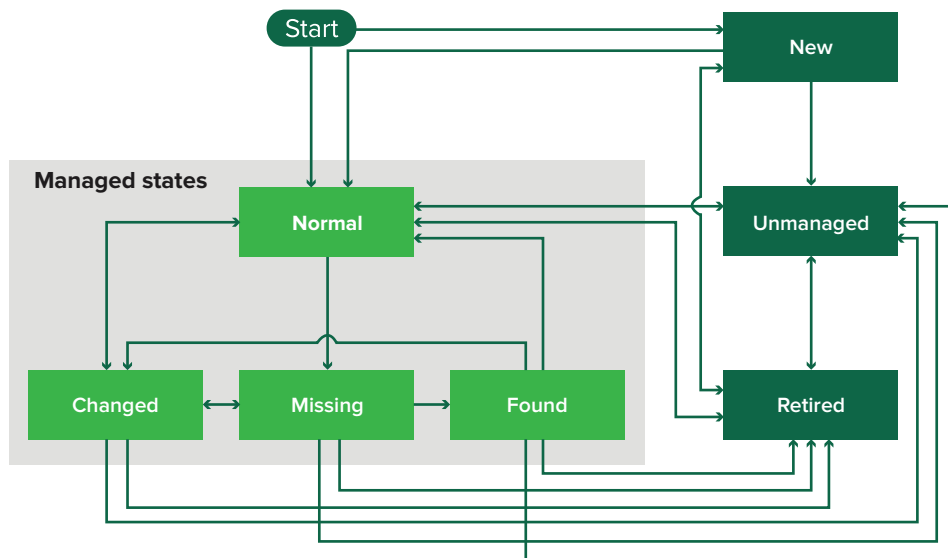 Start
New
Managed states
Normal
Unmanaged
Changed
Missing
Found
Retired